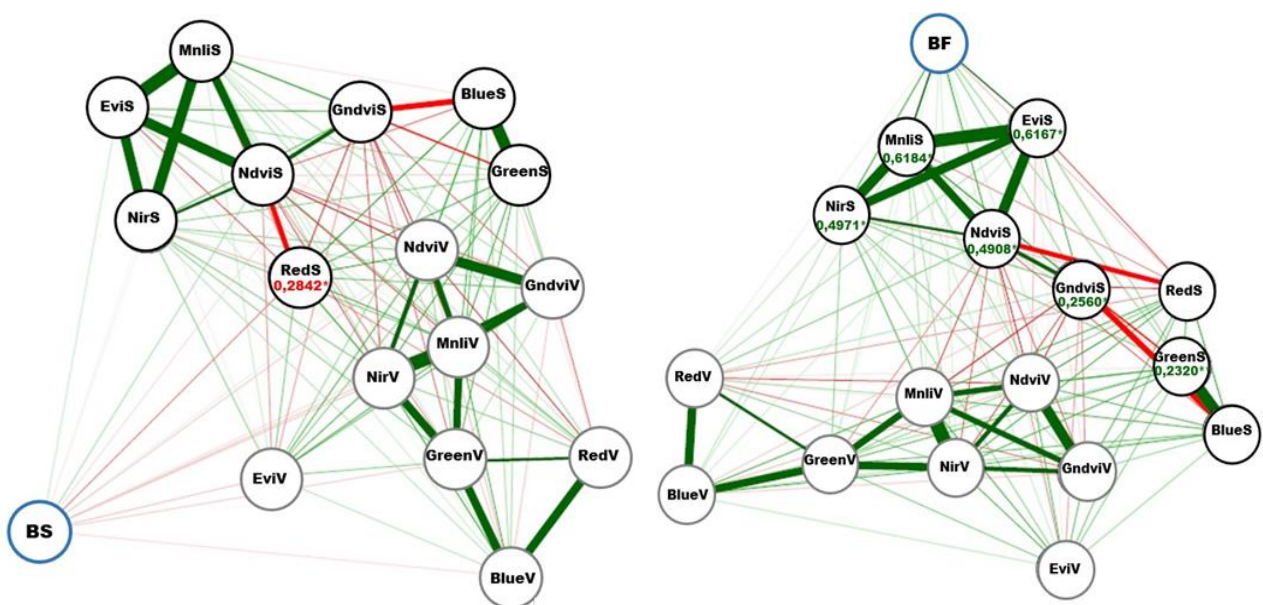 MnliS
EviS
GndviS
BlueS
NdviS
GreenS
NirS
RedS
0,2842*
NdviV
GndviV
MnliV
NirV
GreenV
RedV
EviV
BS
BlueV
BF
EviS
0,6167*
MnliS
0,6184*
NirS
0,4971*
NdviS
0,4908*
GndviS
0,2560*
RedS
GreenS
0,2320*
BlueS
RedV
MnliV
NdviV
GreenV
NirV
GndviV
BlueV
EviV